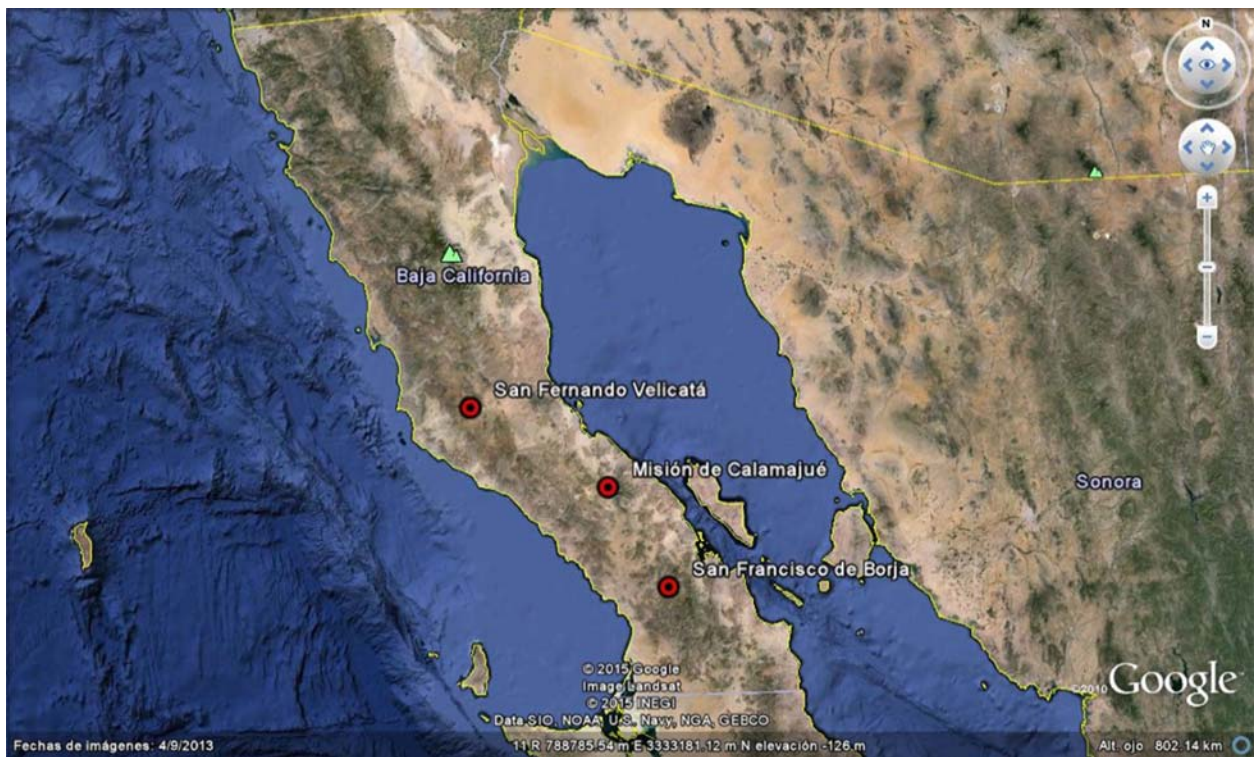 N
Baja California
San Fernando Velicatá
Misión de Calamajué
Sonora
San Francisco de Borja
© 2015 Google
Image Landsat
© 2015 INEGI
Data SIO, NOAA, U.S. Navy, NGA, GEBCO
©2010 Google
Fechas de imágenes: 4/9/2013 11 R 788785.54 m E 3333181.12 m N elevación -126 m Alt. ojo 802.14 km